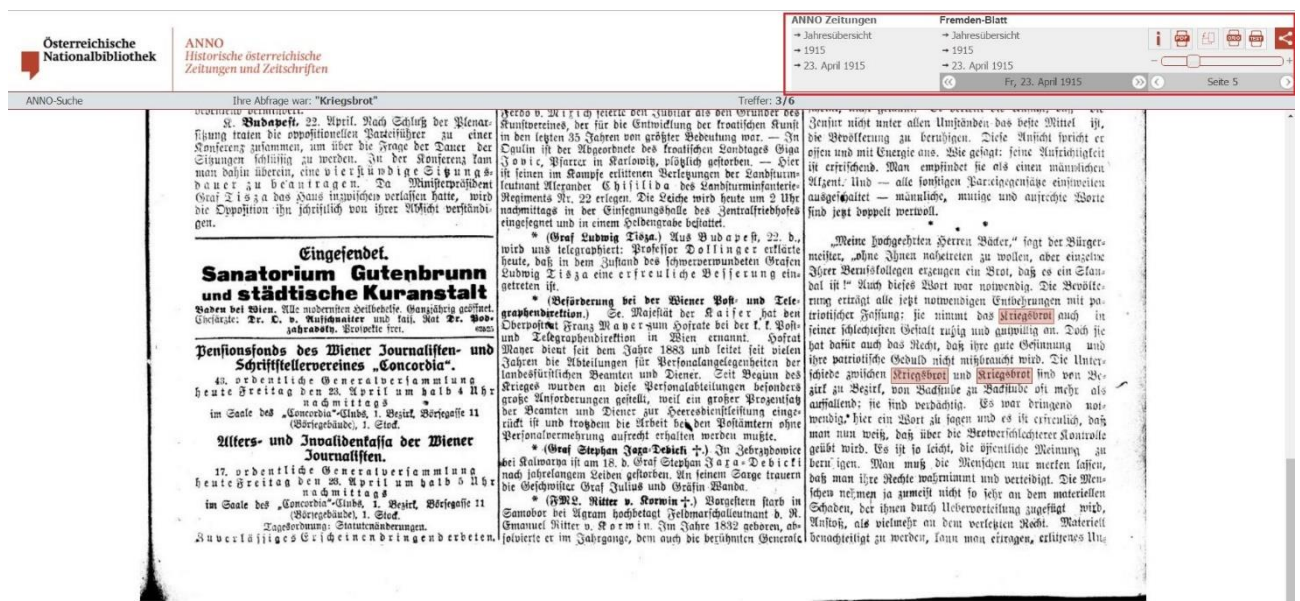 Österreichische
Nationalbibliothek
ANNO
Historische österreichische
Zeitungen und Zeitschriften
ANNO Zeitungen
→ Jahresübersicht
→ 1915
→ 23. April 1915
Fremden-Blatt
→ Jahresübersicht
→ 1915
→ 23. April 1915
Fr, 23. April 1915
Seite 5
ANNO-Suche
Ihre Abfrage war: "Kriegsbrot"
Treffer: 3/6
K. Budapest, 22. April. Nach Schluß der Plenar-
sitzung traten die oppositionellen Parteiführer zu einer
Konferenz zusammen, um über die Frage der Dauer der
Sitzungen schlüssig zu werden. In der Konferenz kam
man dahin überein, eine vierstündige Sitzungs-
dauer zu beantragen. Da Ministerpräsident
Graf Tisza das Haus inzwischen verlassen hatte, wird
die Opposition ihn schriftlich von ihrer Absicht verständi-
gen.
Eingesendet.
Sanatorium Gutenbrunn
und städtische Kuranstalt
Baden bei Wien. Alle modernsten Heilbehelfe. Ganzjährig geöffnet.
Chefärzte: Dr. O. v. Aufschnaiter und kais. Rat Dr. Pod-
zahradsky. Prospekte frei.
Pensionsfonds des Wiener Journalisten- und
Schriftstellervereines „Concordia“.
43. ordentliche Generalversammlung
heute Freitag den 23. April um halb 4 Uhr
nachmittags
im Saale des „Concordia“-Clubs, 1. Bezirk, Börsegasse 11
(Börsegebäude), 1. Stock.
Alters- und Invalidenkassa der Wiener
Journalisten.
17. ordentliche Generalversammlung
heute Freitag den 23. April um halb 5 Uhr
nachmittags
im Saale des „Concordia“-Clubs, 1. Bezirk, Börsegasse 11
(Börsegebäude), 1. Stock.
Tagesordnung: Statutenänderungen.
Zuverlässiges Erscheinen dringend erbeten.
Ferdo v. Mirich feierte den Jubilar als den Gründer des
Kunstvereines, der für die Entwicklung der kroatischen Kunst
in den letzten 35 Jahren von größter Bedeutung war. — In
Ogulin ist der Abgeordnete des kroatischen Landtages Giga
Jovic, Pfarrer in Karlowitz, plötzlich gestorben. — Hier
ist seinen im Kampfe erlittenen Verletzungen der Landsturm-
leutnant Alexander Chisilida des Landsturminfanterie-
Regiments Nr. 22 erlegen. Die Leiche wird heute um 2 Uhr
nachmittags in der Einsegnungshalle des Zentralfriedhofes
eingesegnet und in einem Heldengrabe bestattet.
* (Graf Ludwig Tisza.) Aus Budapest, 22. d.,
wird uns telegraphiert: Professor Dollinger erklärte
heute, daß in dem Zustand des schwerverwundeten Grafen
Ludwig Tisza eine erfreuliche Besserung ein-
getreten ist.
* (Beförderung bei der Wiener Post- und Tele-
graphendirektion.) Se. Majestät der Kaiser hat den
Oberpostrat Franz Mayer zum Hofrate bei der k. k. Post-
und Telegraphendirektion in Wien ernannt. Hofrat
Mayer dient seit dem Jahre 1883 und leitet seit vielen
Jahren die Abteilungen für Personalangelegenheiten der
landesfürstlichen Beamten und Diener. Seit Beginn des
Krieges wurden an diese Personalabteilungen besonders
große Anforderungen gestellt, weil ein großer Prozentsatz
der Beamten und Diener zur Heeresdienstleistung einge-
rückt ist und trotzdem die Arbeit bei den Postämtern ohne
Personalvermehrung aufrecht erhalten werden mußte.
* (Graf Stephan Jaxa-Debicki †.) In Zebrzydowice
bei Kalwarya ist am 18. d. Graf Stephan Jaxa-Debicki
nach jahrelangem Leiden gestorben. An seinem Sarge trauern
die Geschwister Graf Julius und Gräfin Wanda.
* (FML. Ritter v. Korwin †.) Vorgestern starb in
Samobor bei Agram hochbetagt Feldmarschalleutnant d. R.
Emanuel Ritter v. Korwin. Im Jahre 1832 geboren, ab-
solvierte er im Jahrgange, dem auch die berühmten Generale
Zensur nicht unter allen Umständen das beste Mittel ist,
die Bevölkerung zu beruhigen. Diese Ansicht spricht er
offen und mit Energie aus. Wie gesagt: seine Aufrichtigkeit
ist erfrischend. Man empfindet sie als einen männlichen
Akzent. Und — alle sonstigen Parteigegensätze einstweilen
ausgeschaltet — männliche, mutige und aufrechte Worte
sind jetzt doppelt wertvoll.
* * *
„Meine hochgeehrten Herren Bäcker,“ sagt der Bürger-
meister, „ohne Ihnen nahetreten zu wollen, aber einzelne
Ihrer Berufskollegen erzeugen ein Brot, daß es ein Skan-
dal ist!“ Auch dieses Wort war notwendig. Die Bevölke-
rung erträgt alle jetzt notwendigen Entbehrungen mit pa-
triotischer Fassung; sie nimmt das Kriegsbrot auch in
seiner schlechtesten Gestalt ruhig und gutwillig an. Doch sie
hat dafür auch das Recht, daß ihre gute Gesinnung und
ihre patriotische Geduld nicht mißbraucht wird. Die Unter-
schiede zwischen Kriegsbrot und Kriegsbrot sind von Be-
zirk zu Bezirk, von Backstube zu Backstube oft mehr als
auffallend; sie sind verdächtig. Es war dringend not-
wendig, hier ein Wort zu sagen und es ist erfreulich, daß
man nun weiß, daß über die Brotverschlechterer Kontrolle
geübt wird. Es ist so leicht, die öffentliche Meinung zu
beruhigen. Man muß die Menschen nur merken lassen,
daß man ihre Rechte wahrnimmt und verteidigt. Die Men-
schen nehmen ja zumeist nicht so sehr an dem materiellen
Schaden, der ihnen durch Uebervorteilung zugefügt wird,
Anstoß, als vielmehr an dem verletzten Recht. Materiell
benachteiligt zu werden, kann man ertragen, erlittenes Un-